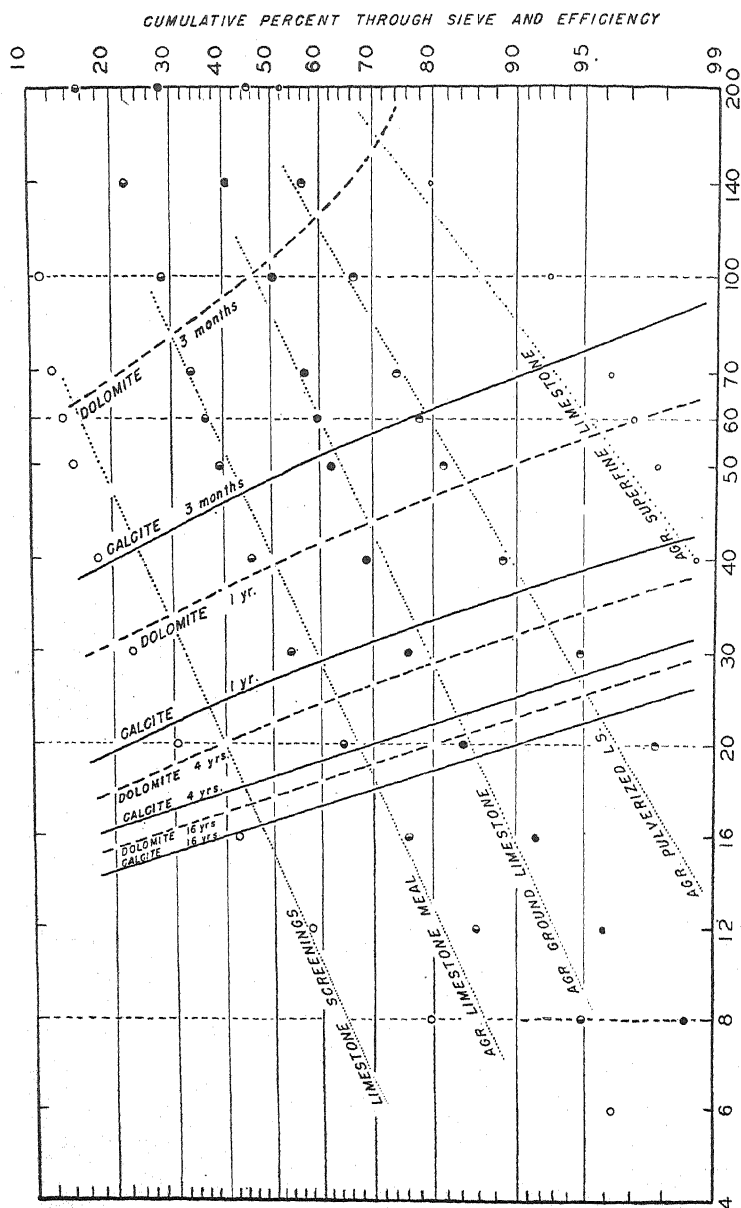 CUMULATIVE PERCENT THROUGH SIEVE AND EFFICIENCY
10 20 30 40 50 60 70 80 90 95 99
200
140
100
70
60
50
40
30
20
16
12
8
6
4
DOLOMITE 3 months
CALCITE 3 months
DOLOMITE 1 yr.
CALCITE 1 yr.
DOLOMITE 4 yrs.
CALCITE 4 yrs.
DOLOMITE 16 yrs
CALCITE 16 yrs
LIMESTONE SCREENINGS
AGR LIMESTONE MEAL
AGR GROUND LIMESTONE
AGR PULVERIZED L.S.
AGR SUPERFINE LIMESTONE